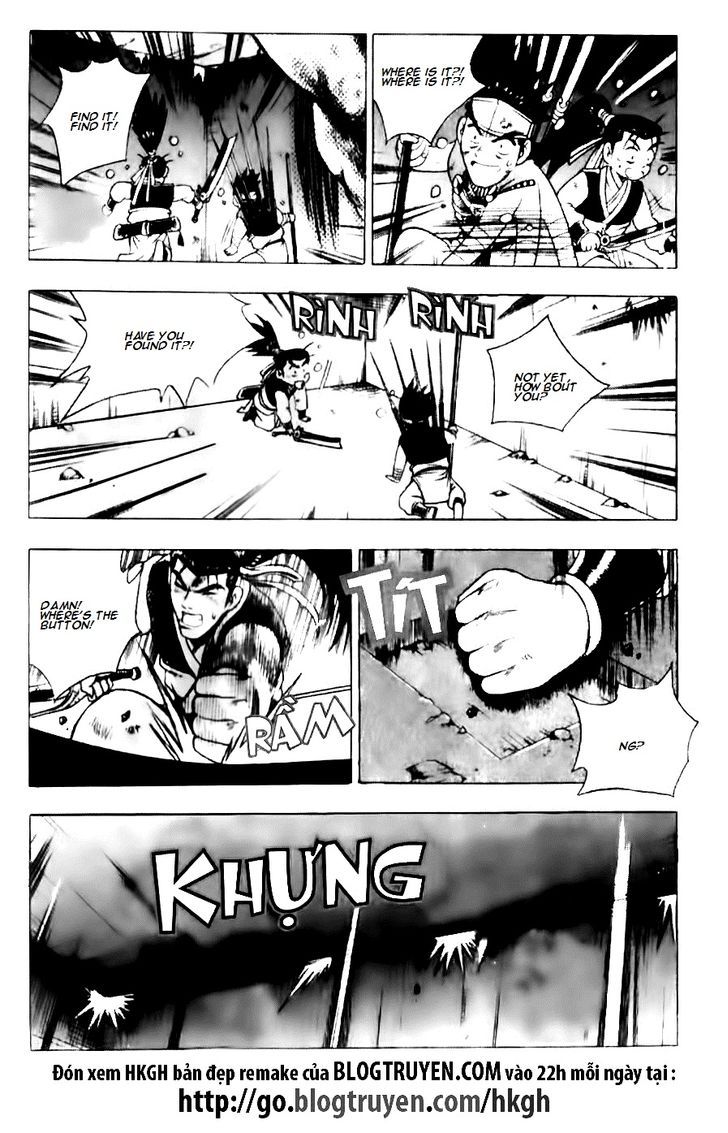 FIND IT!
FIND IT!
WHERE IS IT?!
WHERE IS IT?!
HAVE YOU
FOUND IT?!
RÌNH RÌNH
NOT YET,
HOW BOUT
YOU?
DAMN!
WHERE'S THE
BUTTON!
RẦM
TÍT
NG?
KHỰNG
Đón xem HKGH bản đẹp remake của BLOGTRUYEN.COM vào 22h mỗi ngày tại :
http://go.blogtruyen.com/hkgh